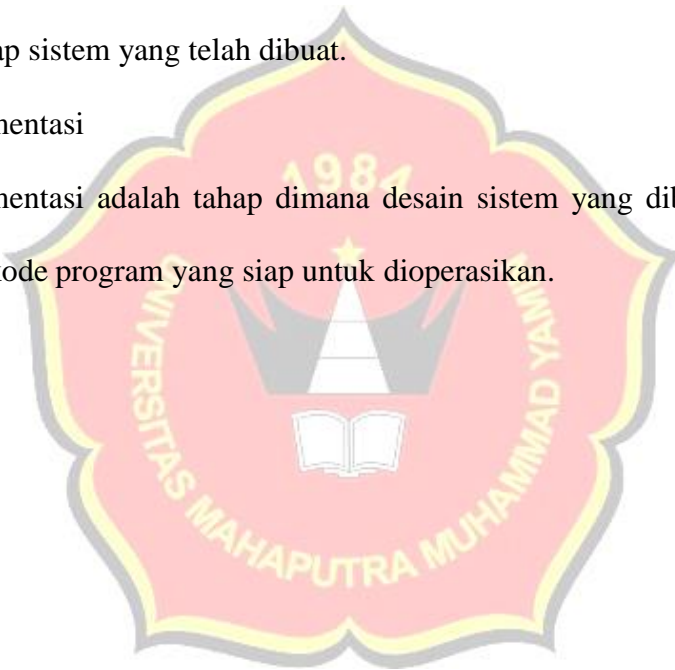 ap sistem yang telah dibuat.
mentasi
1984
mentasi adalah tahap dimana desain sistem yang dib
kode program yang siap untuk dioperasikan.
UNIVERSITAS MAHAPUTRA MUHAMMAD YAMIN